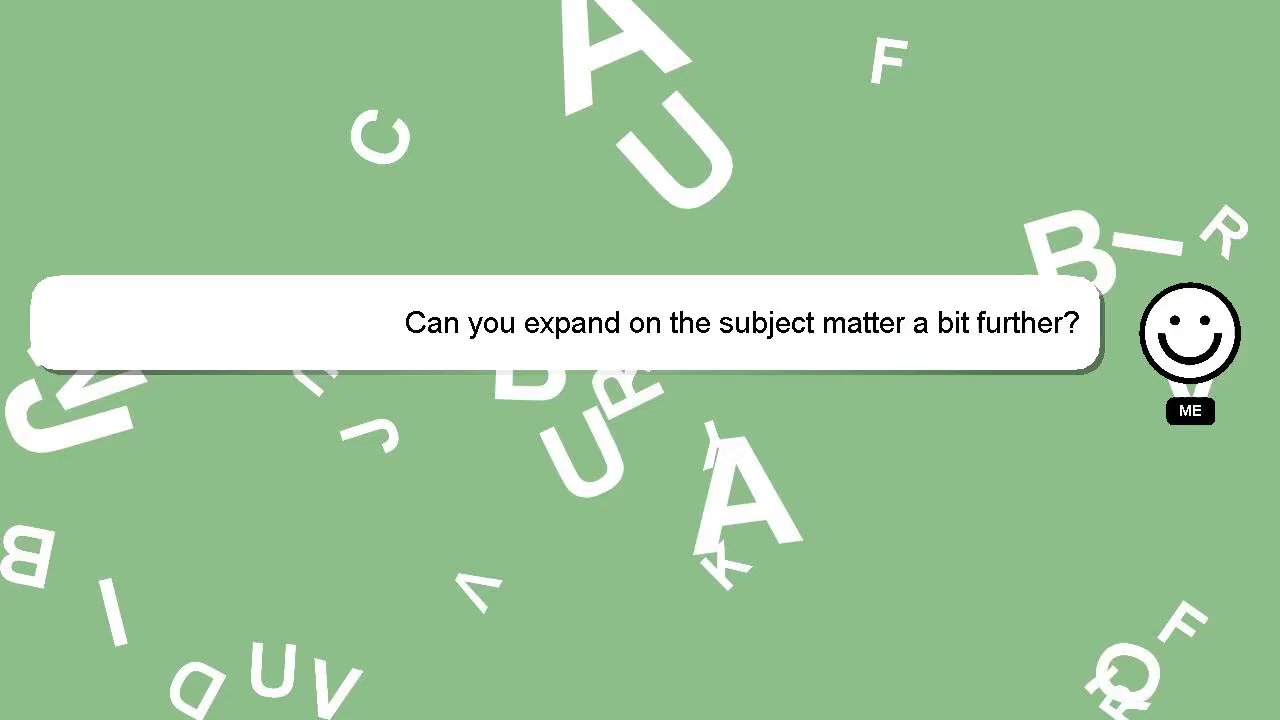 A
F
C
U
B
I
R
Can you expand on the subject matter a bit further?
ME
J
B
R
J
U
A
K
B
I
V
F
D
U
V
Q
R